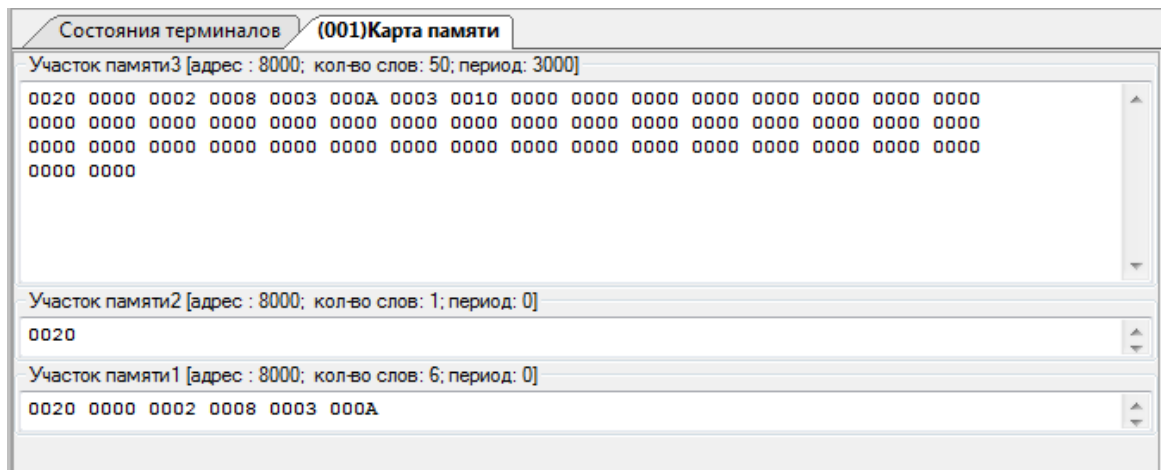 Состояния терминалов (001)Карта памяти
Участок памяти3 [адрес : 8000; кол-во слов: 50; период: 3000]
0020 0000 0002 0008 0003 000A 0003 0010 0000 0000 0000 0000 0000 0000 0000 0000
0000 0000 0000 0000 0000 0000 0000 0000 0000 0000 0000 0000 0000 0000 0000 0000
0000 0000 0000 0000 0000 0000 0000 0000 0000 0000 0000 0000 0000 0000 0000 0000
0000 0000
Участок памяти2 [адрес : 8000; кол-во слов: 1; период: 0]
0020
Участок памяти1 [адрес : 8000; кол-во слов: 6; период: 0]
0020 0000 0002 0008 0003 000A